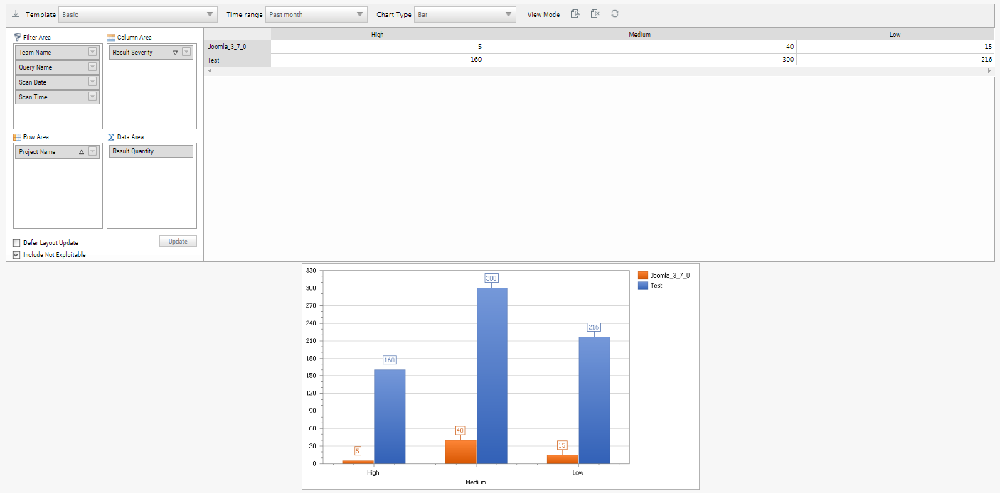 Template Basic Time range Past month Chart Type Bar View Mode
Filter Area Column Area
Team Name Result Severity
Query Name
Scan Date
Scan Time
Row Area Data Area
Project Name Result Quantity
Defer Layout Update Update
Include Not Exploitable
High Medium Low
Joomla_3_7_0 5 40 15
Test 160 300 216
330
300
270
240
210
180
150
120
90
60
30
0
5
160
40
300
15
216
High
Medium
Low
Joomla_3_7_0
Test